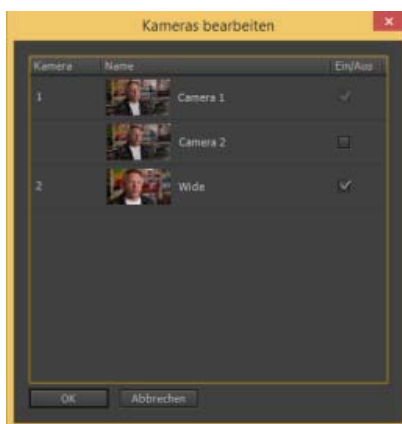 Kameras bearbeiten
Kamera Name Ein/Aus
1 Camera 1
Camera 2
2 Wide
OK Abbrechen